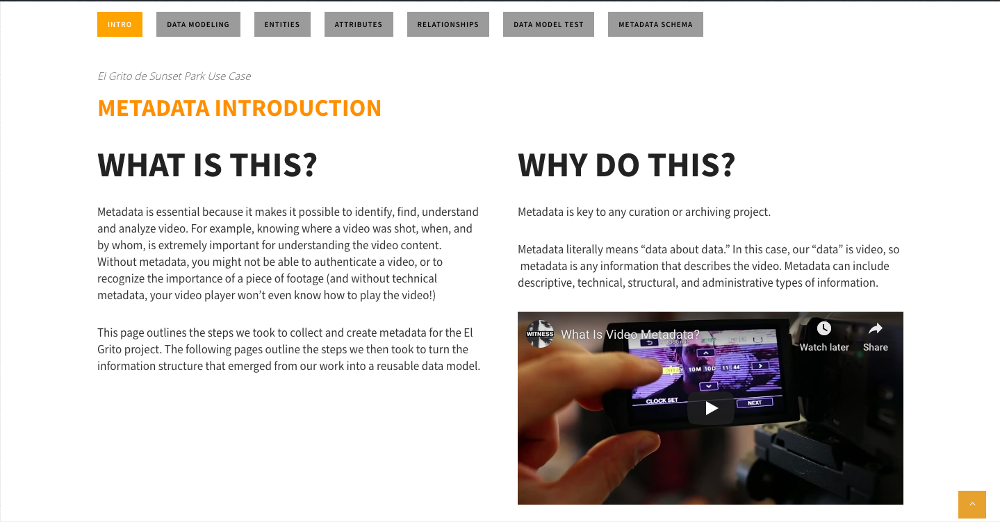 INTRO
DATA MODELING
ENTITIES
ATTRIBUTES
RELATIONSHIPS
DATA MODEL TEST
METADATA SCHEMA
El Grito de Sunset Park Use Case
METADATA INTRODUCTION
WHAT IS THIS?
Metadata is essential because it makes it possible to identify, find, understand
and analyze video. For example, knowing where a video was shot, when, and
by whom, is extremely important for understanding the video content.
Without metadata, you might not be able to authenticate a video, or to
recognize the importance of a piece of footage (and without technical
metadata, your video player won’t even know how to play the video!)
This page outlines the steps we took to collect and create metadata for the El
Grito project. The following pages outline the steps we then took to turn the
information structure that emerged from our work into a reusable data model.
WHY DO THIS?
Metadata is key to any curation or archiving project.
Metadata literally means “data about data.” In this case, our “data” is video, so
metadata is any information that describes the video. Metadata can include
descriptive, technical, structural, and administrative types of information.
WITNESS
What Is Video Metadata?
Watch later
Share
10M 10D 11:44
CLOCK SET
NEXT